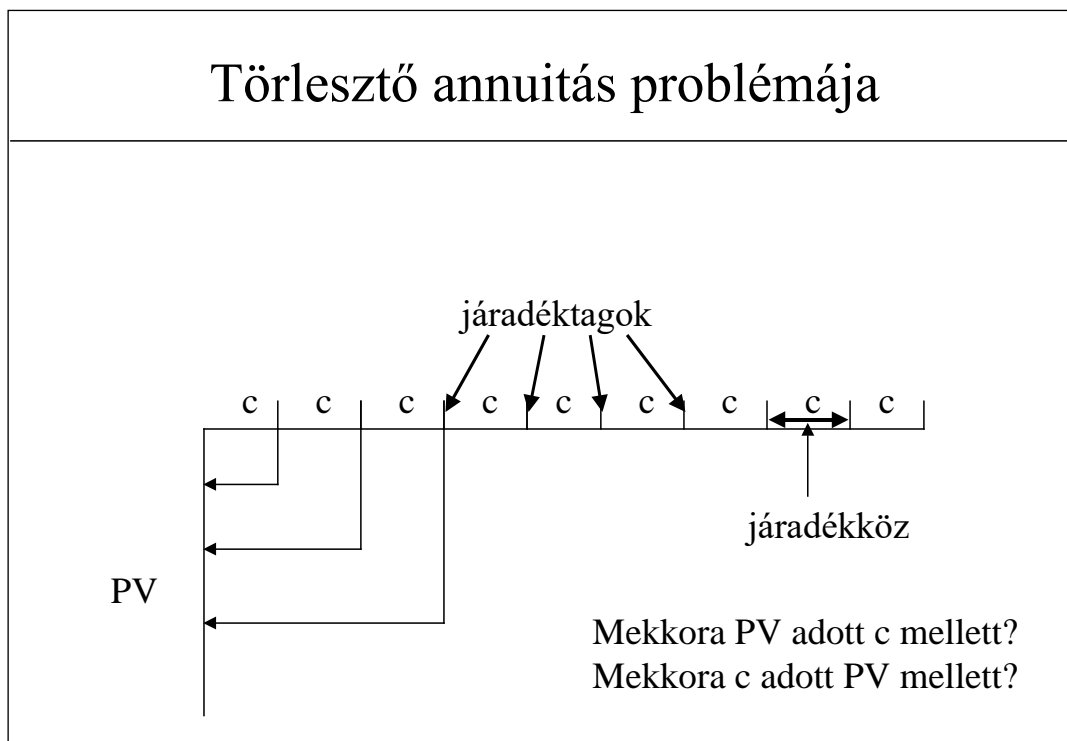 Törlesztő annuitás problémája
járadéktagok
c c c c c c c c c
járadékköz
PV
Mekkora PV adott c mellett?
Mekkora c adott PV mellett?